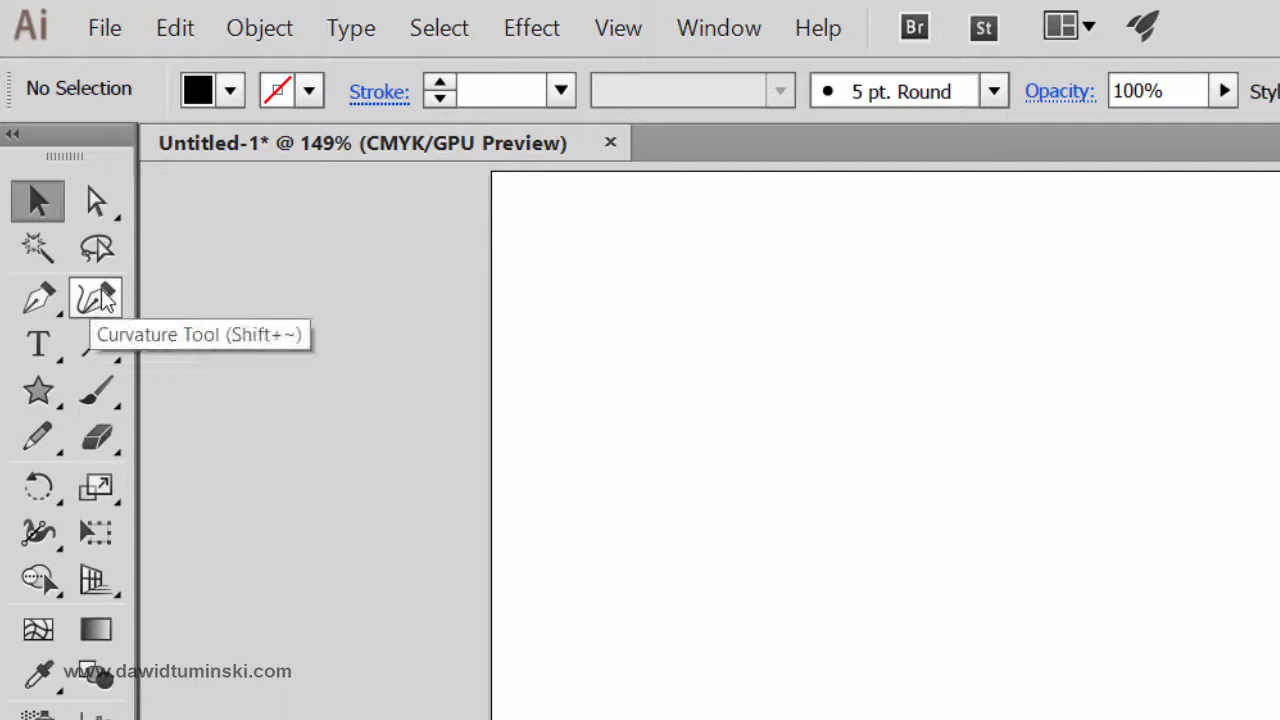 Ai File Edit Object Type Select Effect View Window Help Br St
No Selection Stroke: 5 pt. Round Opacity: 100% Styl
Untitled-1* @ 149% (CMYK/GPU Preview) ×
T
Curvature Tool (Shift+~)
www.dawidtuminski.com